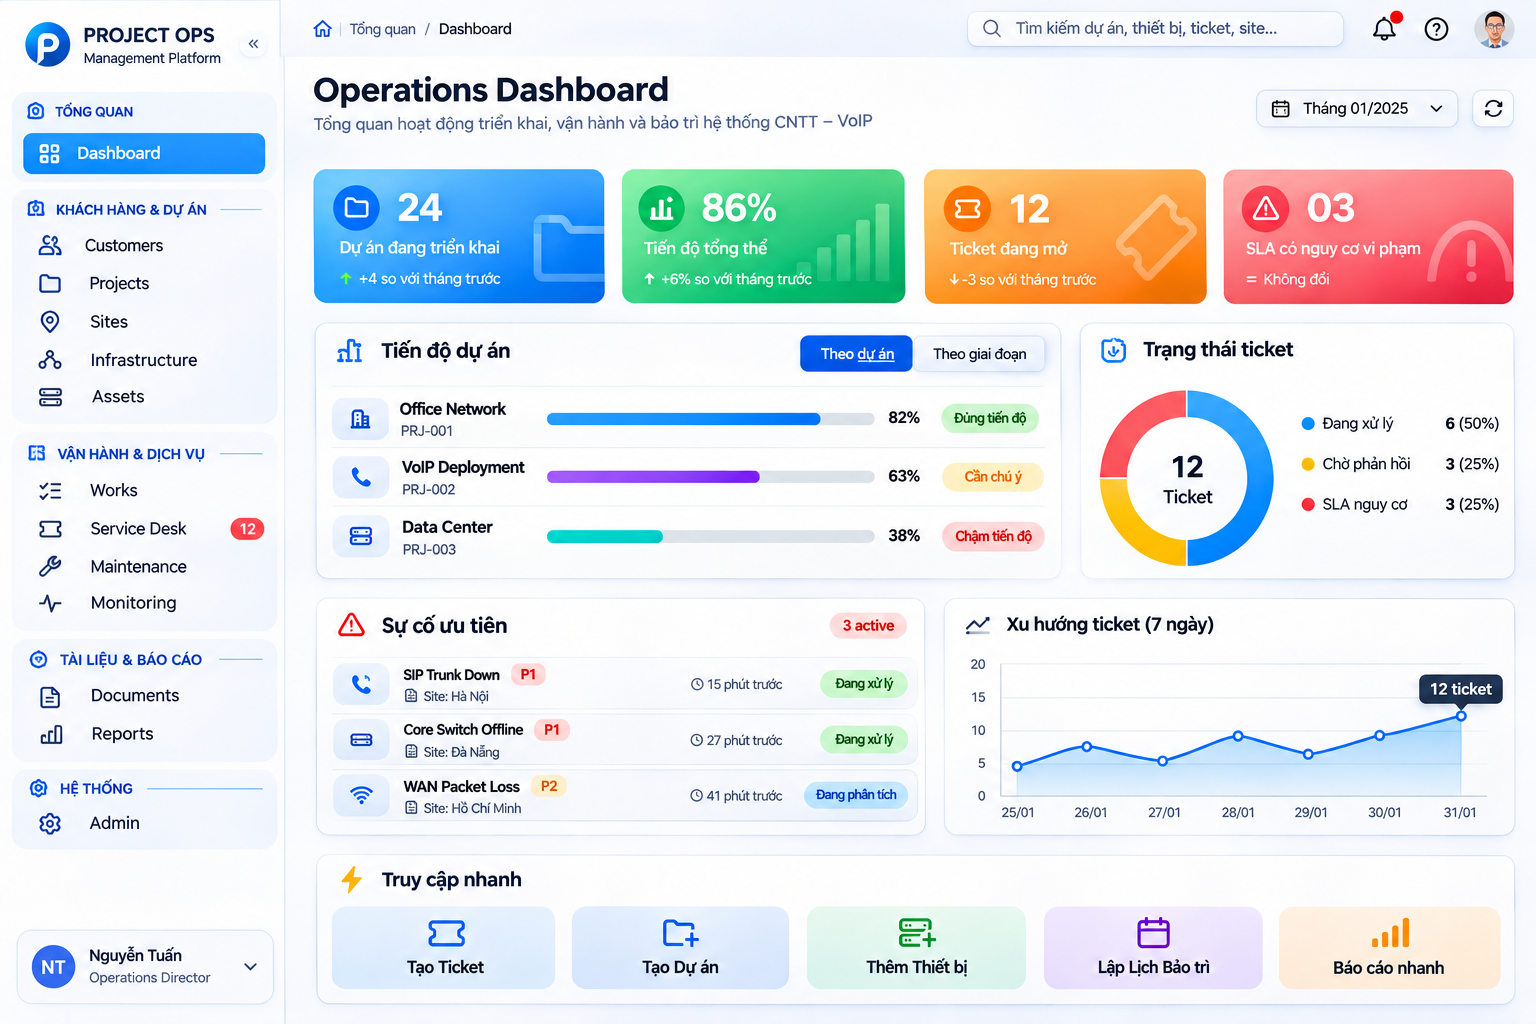 PROJECT OPS
Management Platform
«
TỔNG QUAN
Dashboard
KHÁCH HÀNG & DỰ ÁN
Customers
Projects
Sites
Infrastructure
Assets
VẬN HÀNH & DỊCH VỤ
Works
Service Desk 12
Maintenance
Monitoring
TÀI LIỆU & BÁO CÁO
Documents
Reports
HỆ THỐNG
Admin
NT
Nguyễn Tuấn
Operations Director
Tổng quan / Dashboard
Tìm kiếm dự án, thiết bị, ticket, site...
Operations Dashboard
Tổng quan hoạt động triển khai, vận hành và bảo trì hệ thống CNTT – VoIP
Tháng 01/2025
24
Dự án đang triển khai
↑ +4 so với tháng trước
86%
Tiến độ tổng thể
↑ +6% so với tháng trước
12
Ticket đang mở
↓ -3 so với tháng trước
03
SLA có nguy cơ vi phạm
= Không đổi
Tiến độ dự án
Theo dự án
Theo giai đoạn
Office Network
PRJ-001
82%
Đúng tiến độ
VoIP Deployment
PRJ-002
63%
Cần chú ý
Data Center
PRJ-003
38%
Chậm tiến độ
Trạng thái ticket
12
Ticket
Đang xử lý 6 (50%)
Chờ phản hồi 3 (25%)
SLA nguy cơ 3 (25%)
Sự cố ưu tiên
3 active
SIP Trunk Down P1
Site: Hà Nội
15 phút trước
Đang xử lý
Core Switch Offline P1
Site: Đà Nẵng
27 phút trước
Đang xử lý
WAN Packet Loss P2
Site: Hồ Chí Minh
41 phút trước
Đang phân tích
Xu hướng ticket (7 ngày)
20
15
10
5
0
12 ticket
25/01 26/01 27/01 28/01 29/01 30/01 31/01
Truy cập nhanh
Tạo Ticket
Tạo Dự án
Thêm Thiết bị
Lập Lịch Bảo trì
Báo cáo nhanh